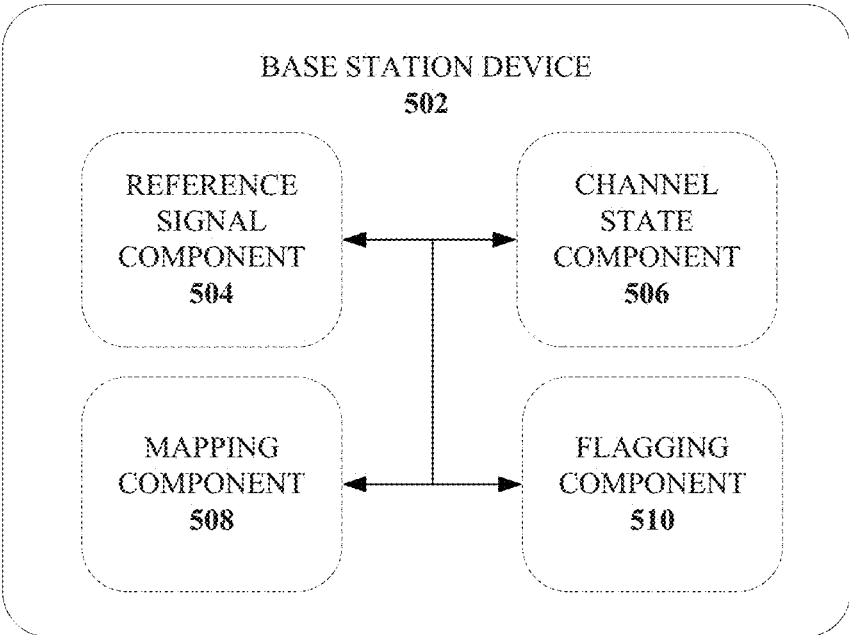 BASE STATION DEVICE
502
REFERENCE
SIGNAL
COMPONENT
504
CHANNEL
STATE
COMPONENT
506
MAPPING
COMPONENT
508
FLAGGING
COMPONENT
510